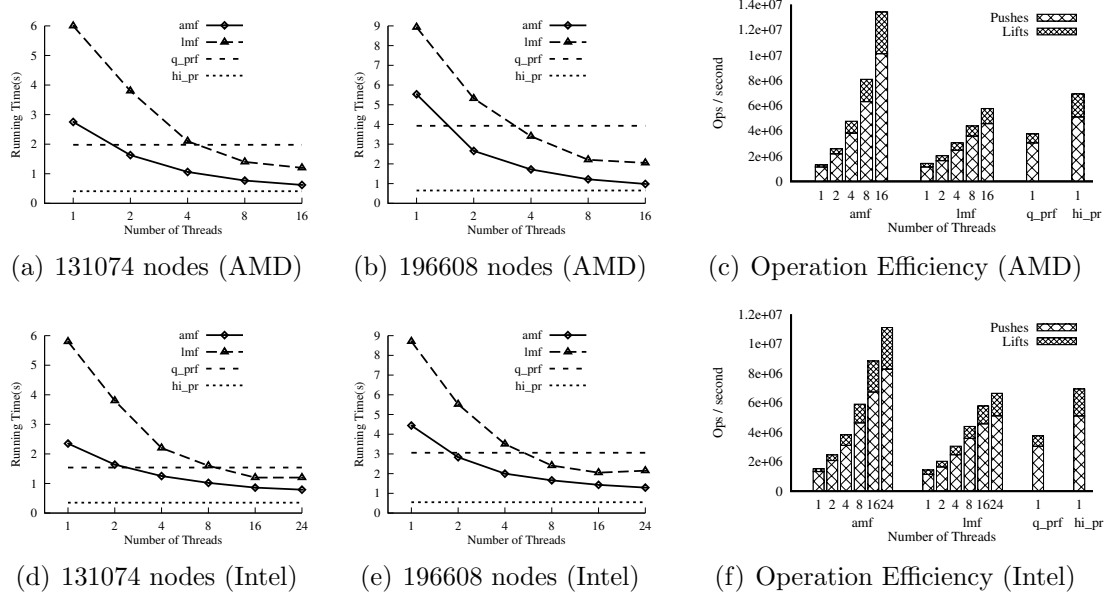 6
5
4
3
2
1
0
Running Time(s)
amf
lmf
q_prf
hi_pr
1 2 4 8 16
Number of Threads
(a) 131074 nodes (AMD)
9
8
7
6
5
4
3
2
1
0
Running Time(s)
amf
lmf
q_prf
hi_pr
1 2 4 8 16
Number of Threads
(b) 196608 nodes (AMD)
1.4e+07
1.2e+07
1e+07
8e+06
6e+06
4e+06
2e+06
0
Ops / second
Pushes
Lifts
1 2 4 8 16 1 2 4 8 16 1 1
amf lmf q_prf hi_pr
Number of Threads
(c) Operation Efficiency (AMD)
6
5
4
3
2
1
0
Running Time(s)
amf
lmf
q_prf
hi_pr
1 2 4 8 16 24
Number of Threads
(d) 131074 nodes (Intel)
9
8
7
6
5
4
3
2
1
0
Running Time(s)
amf
lmf
q_prf
hi_pr
1 2 4 8 16 24
Number of Threads
(e) 196608 nodes (Intel)
1.2e+07
1e+07
8e+06
6e+06
4e+06
2e+06
0
Ops / second
Pushes
Lifts
1 2 4 8 1624 1 2 4 8 1624 1 1
amf lmf q_prf hi_pr
Number of Threads
(f) Operation Efficiency (Intel)